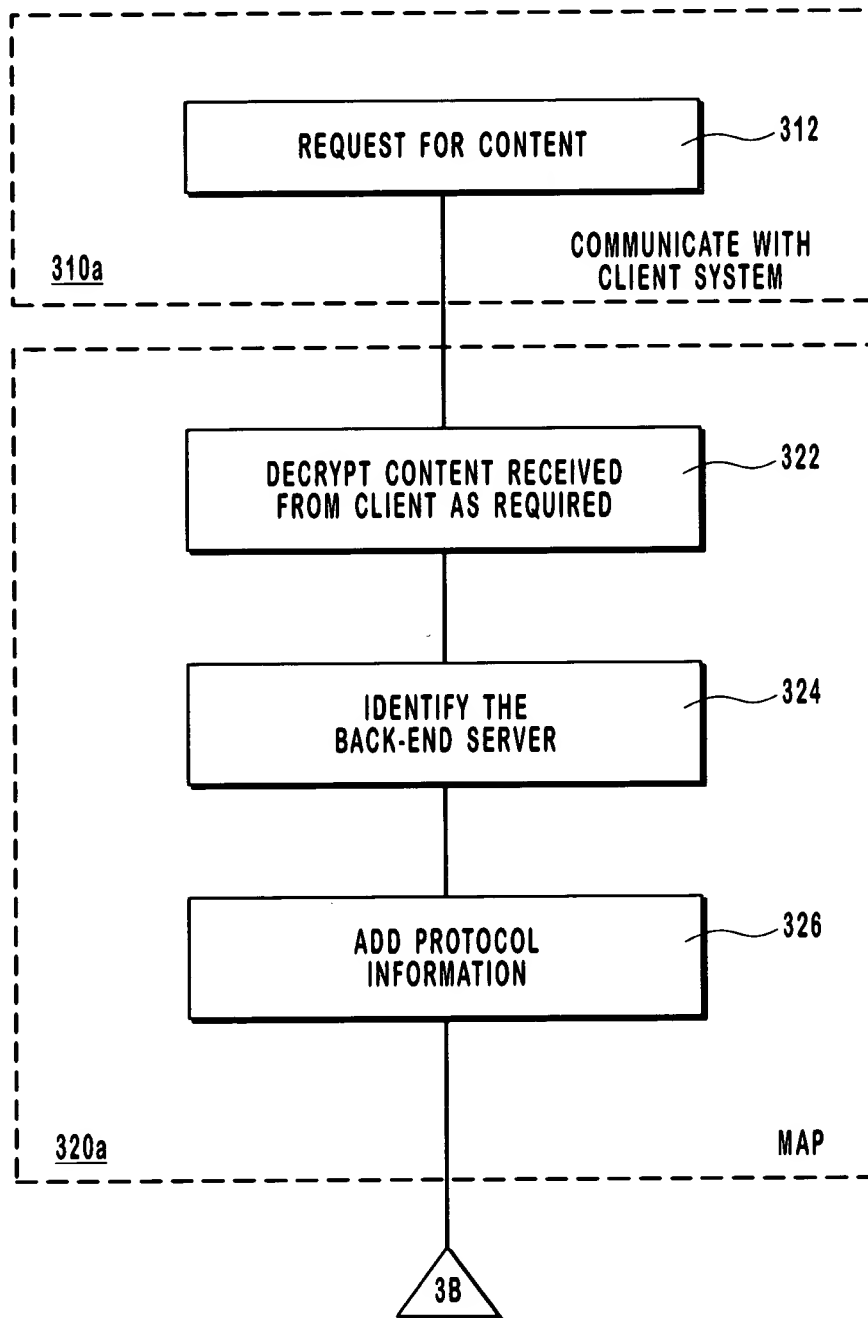 REQUEST FOR CONTENT
312
COMMUNICATE WITH
CLIENT SYSTEM
310a
DECRYPT CONTENT RECEIVED
FROM CLIENT AS REQUIRED
322
IDENTIFY THE
BACK-END SERVER
324
ADD PROTOCOL
INFORMATION
326
320a
MAP
3B